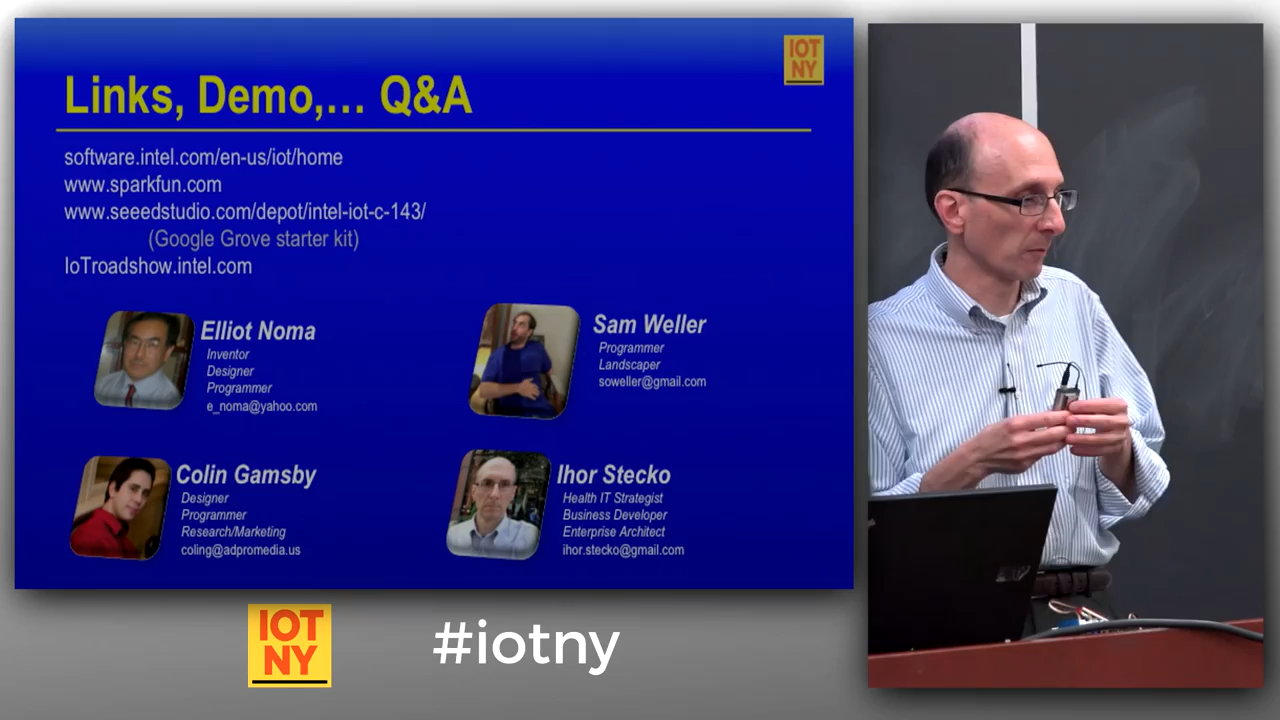 IOT
NY
Links, Demo,... Q&A
software.intel.com/en-us/iot/home
www.sparkfun.com
www.seeedstudio.com/depot/intel-iot-c-143/
(Google Grove starter kit)
IoTroadshow.intel.com
Elliot Noma
Inventor
Designer
Programmer
e_noma@yahoo.com
Sam Weller
Programmer
Landscaper
soweller@gmail.com
Colin Gamsby
Designer
Programmer
Research/Marketing
coling@adpromedia.us
Ihor Stecko
Health IT Strategist
Business Developer
Enterprise Architect
ihor.stecko@gmail.com
IOT
NY
#iotny